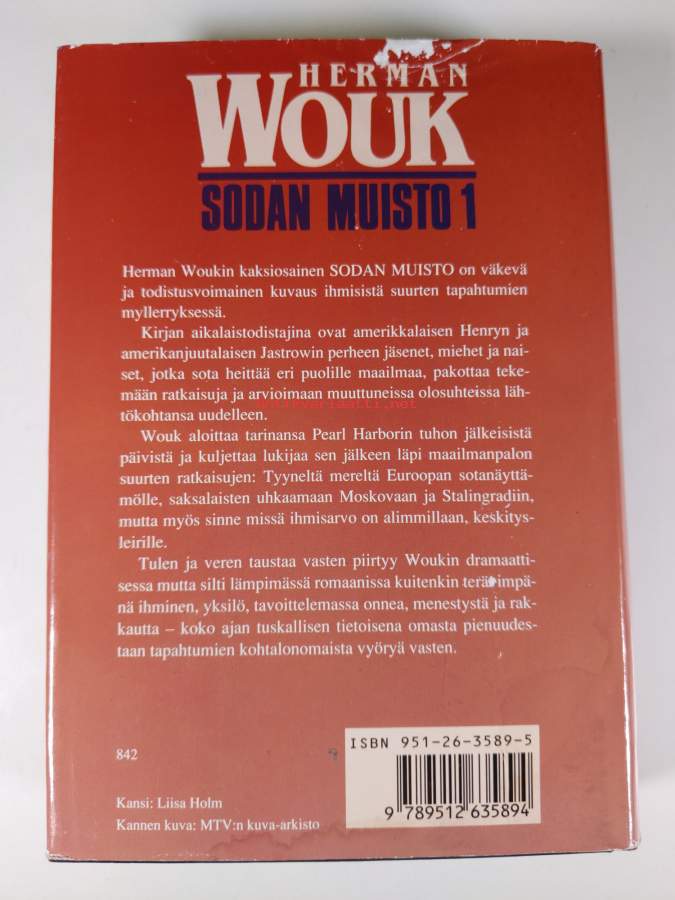 HERMAN
WOUK
SODAN MUISTO 1
Herman Woukin kaksiosainen SODAN MUISTO on väkevä
ja todistusvoimainen kuvaus ihmisistä suurten tapahtumien
myllerryksessä.
Kirjan aikalaistodistajina ovat amerikkalaisen Henryn ja
amerikanjuutalaisen Jastrowin perheen jäsenet, miehet ja nai-
set, jotka sota heittää eri puolille maailmaa, pakottaa teke-
mään ratkaisuja ja arvioimaan muuttuneissa olosuhteissa läh-
tökohtansa uudelleen.
Wouk aloittaa tarinansa Pearl Harborin tuhon jälkeisistä
päivistä ja kuljettaa lukijaa sen jälkeen läpi maailmanpalon
suurten ratkaisujen: Tyyneltä mereltä Euroopan sotanäyttä-
mölle, saksalaisten uhkaamaan Moskovaan ja Stalingradiin,
mutta myös sinne missä ihmisarvo on alimmillaan, keskitys-
leirille.
Tulen ja veren taustaa vasten piirtyy Woukin dramaatti-
sessa mutta silti lämpimässä romaanissa kuitenkin terävimpä-
nä ihminen, yksilö, tavoittelemassa onnea, menestystä ja rak-
kautta – koko ajan tuskallisen tietoisena omasta pienuudes-
taan tapahtumien kohtalonomaista vyöryä vasten.
842
ISBN 951-26-3589-5
9 789512 635894
Kansi: Liisa Holm
Kannen kuva: MTV:n kuva-arkisto